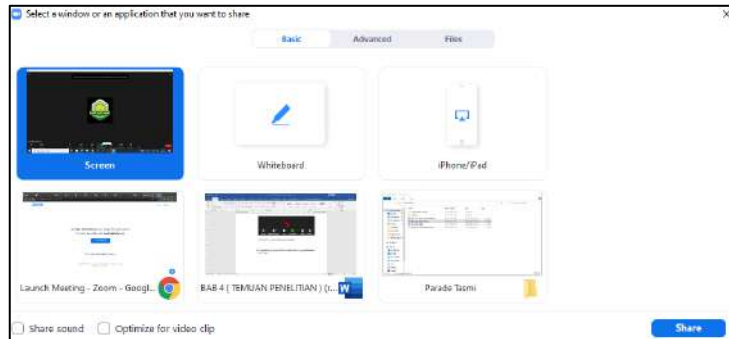 Select a window or an application that you want to share
Basic Advanced Files
Screen
Whiteboard
iPhone/iPad
Launch Meeting - Zoom - Googl...
BAB 4 ( TEMUAN PENELITIAN ) (r...
Parade Tasmi
Share sound
Optimize for video clip
Share